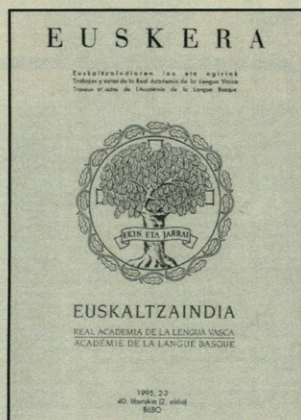 EUSKERA
Euskaltzaindiaren lan eta agiriak
Trabajos y actas de la Real Academia de la Lengua Vasca
Travaux et actes de l'Académie de la Langue Basque
EKIN ETA JARRAI
EUSKALTZAINDIA
REAL ACADEMIA DE LA LENGUA VASCA
ACADÉMIE DE LA LANGUE BASQUE
1995, 2-3
40. liburukia (2. aldia)
BILBO